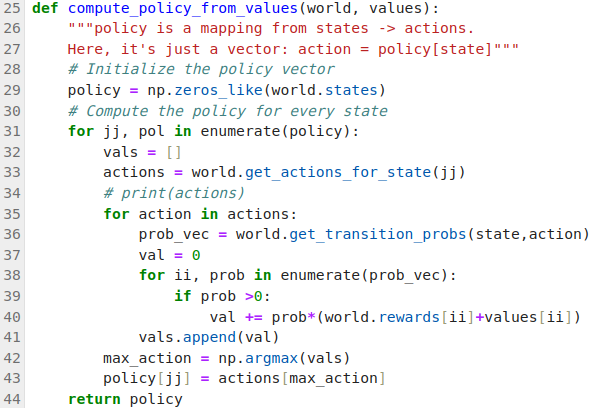 25 def compute_policy_from_values(world, values):
26     """policy is a mapping from states -> actions.
27     Here, it's just a vector: action = policy[state]"""
28     # Initialize the policy vector
29     policy = np.zeros_like(world.states)
30     # Compute the policy for every state
31     for jj, pol in enumerate(policy):
32         vals = []
33         actions = world.get_actions_for_state(jj)
34         # print(actions)
35         for action in actions:
36             prob_vec = world.get_transition_probs(state,action)
37             val = 0
38             for ii, prob in enumerate(prob_vec):
39                 if prob >0:
40                     val += prob*(world.rewards[ii]+values[ii])
41             vals.append(val)
42         max_action = np.argmax(vals)
43         policy[jj] = actions[max_action]
44     return policy